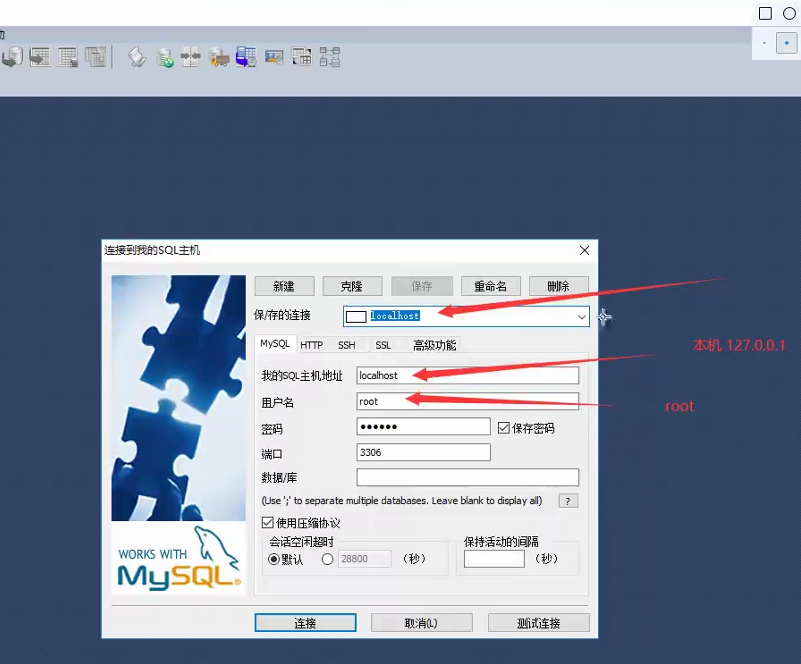 连接到我的SQL主机
新建 克隆 保存 重命名 删除
保/存的连接 localhost
MySQL HTTP SSH SSL 高级功能
本机 127.0.0.1
我的SQL主机地址 localhost
用户名 root
root
密码 ●●●●●● 保存密码
端口 3306
数据/库
(Use ';' to separate multiple databases. Leave blank to display all) ?
使用压缩协议
会话空闲超时 保持活动的间隔
默认 28800 (秒) (秒)
WORKS WITH
MySQL®
连接 取消(L) 测试连接